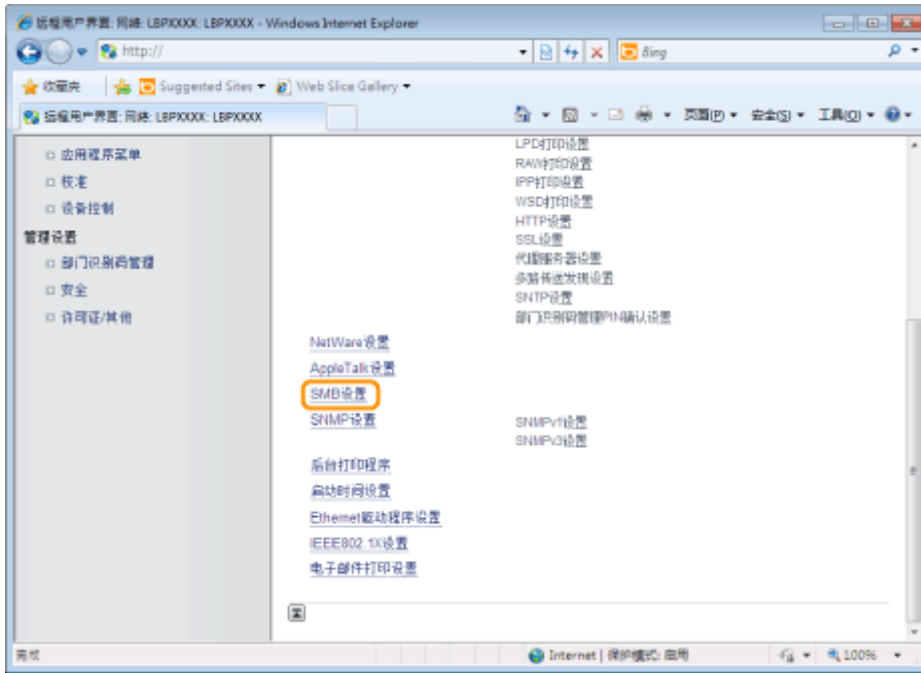 远程用户界面: 网络: LBPXXXX: LBPXXXX - Windows Internet Explorer
http://
Bing
收藏夹 Suggested Sites Web Slice Gallery
远程用户界面: 网络: LBPXXXX: LBPXXXX
页面(P) 安全(S) 工具(O)
应用程序菜单
校准
设备控制
管理设置
部门识别码管理
安全
许可证/其他
LPD打印设置
RAW打印设置
IPP打印设置
WSD打印设置
HTTP设置
SSL设置
代理服务器设置
多路传送发现设置
SNTP设置
部门识别码管理PIN确认设置
NetWare设置
AppleTalk设置
SMB设置
SNMP设置
SNMPv1设置
SNMPv3设置
后台打印程序
启动时间设置
Ethernet驱动程序设置
IEEE802.1X设置
电子邮件打印设置
完成
Internet | 保护模式: 启用
100%